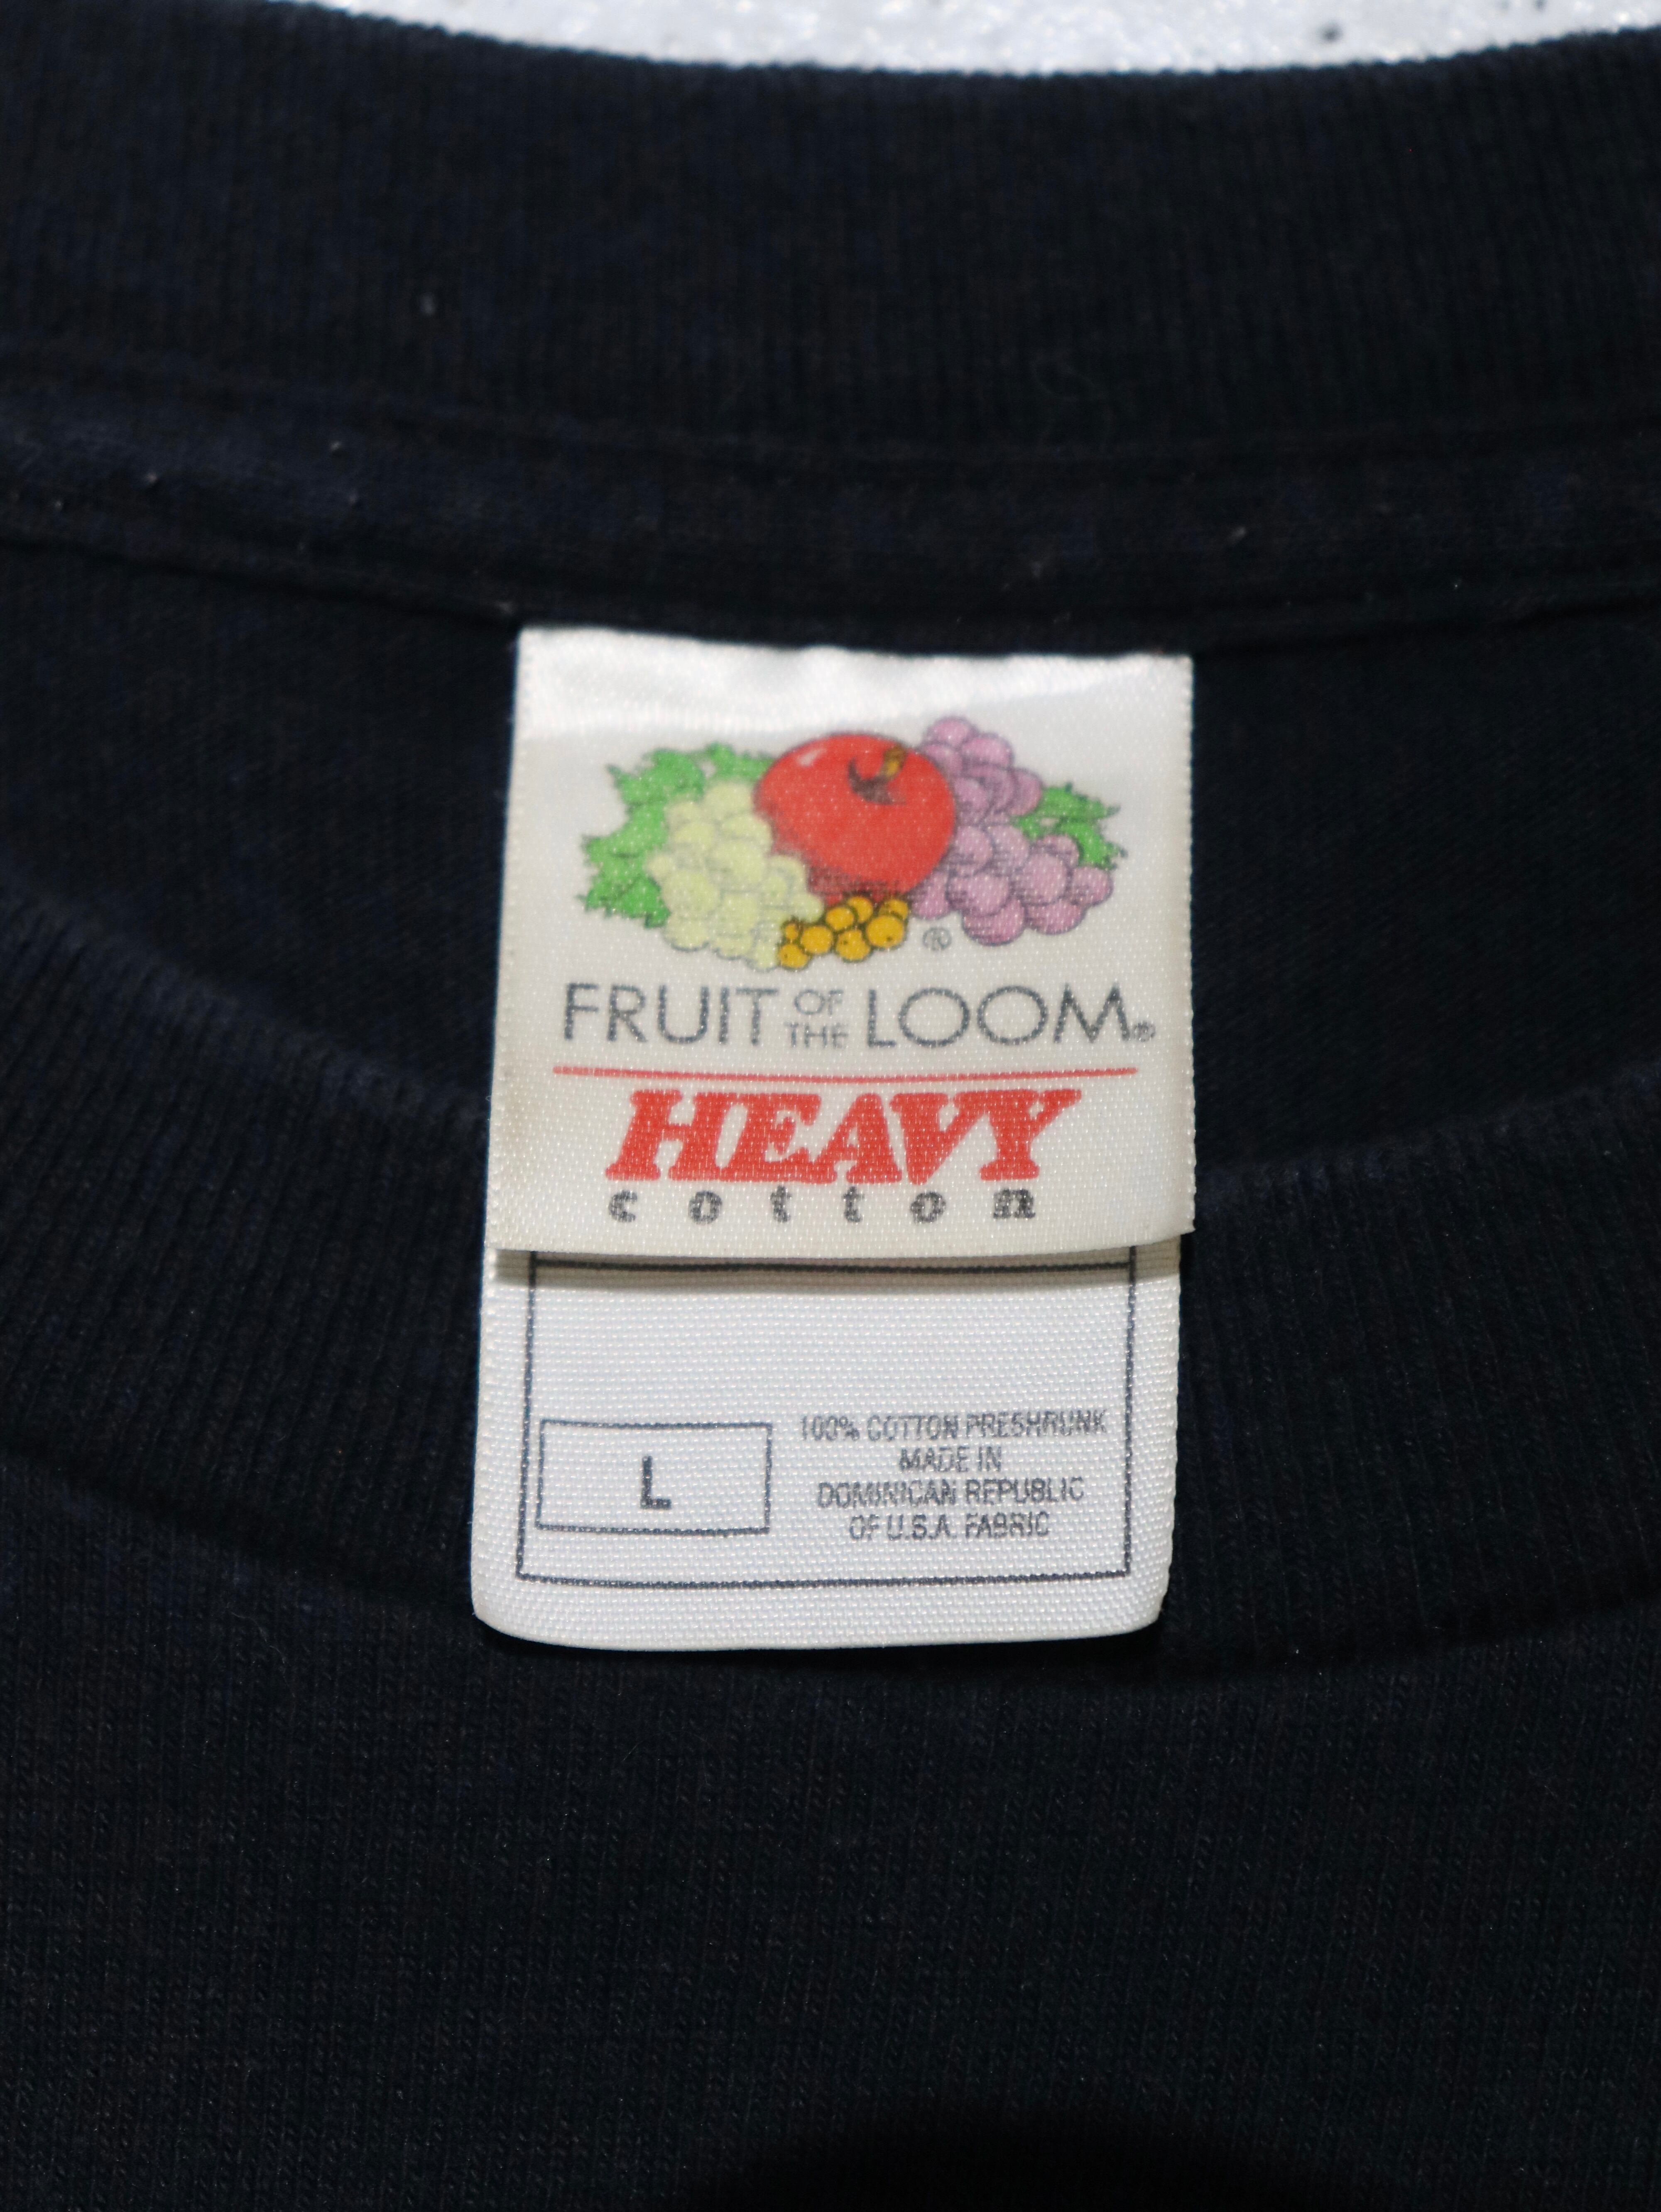 ®
FRUIT OF THE LOOM®
HEAVY
cotton
L
100% COTTON PRESHRUNK
MADE IN
DOMINICAN REPUBLIC
OF U.S.A. FABRIC